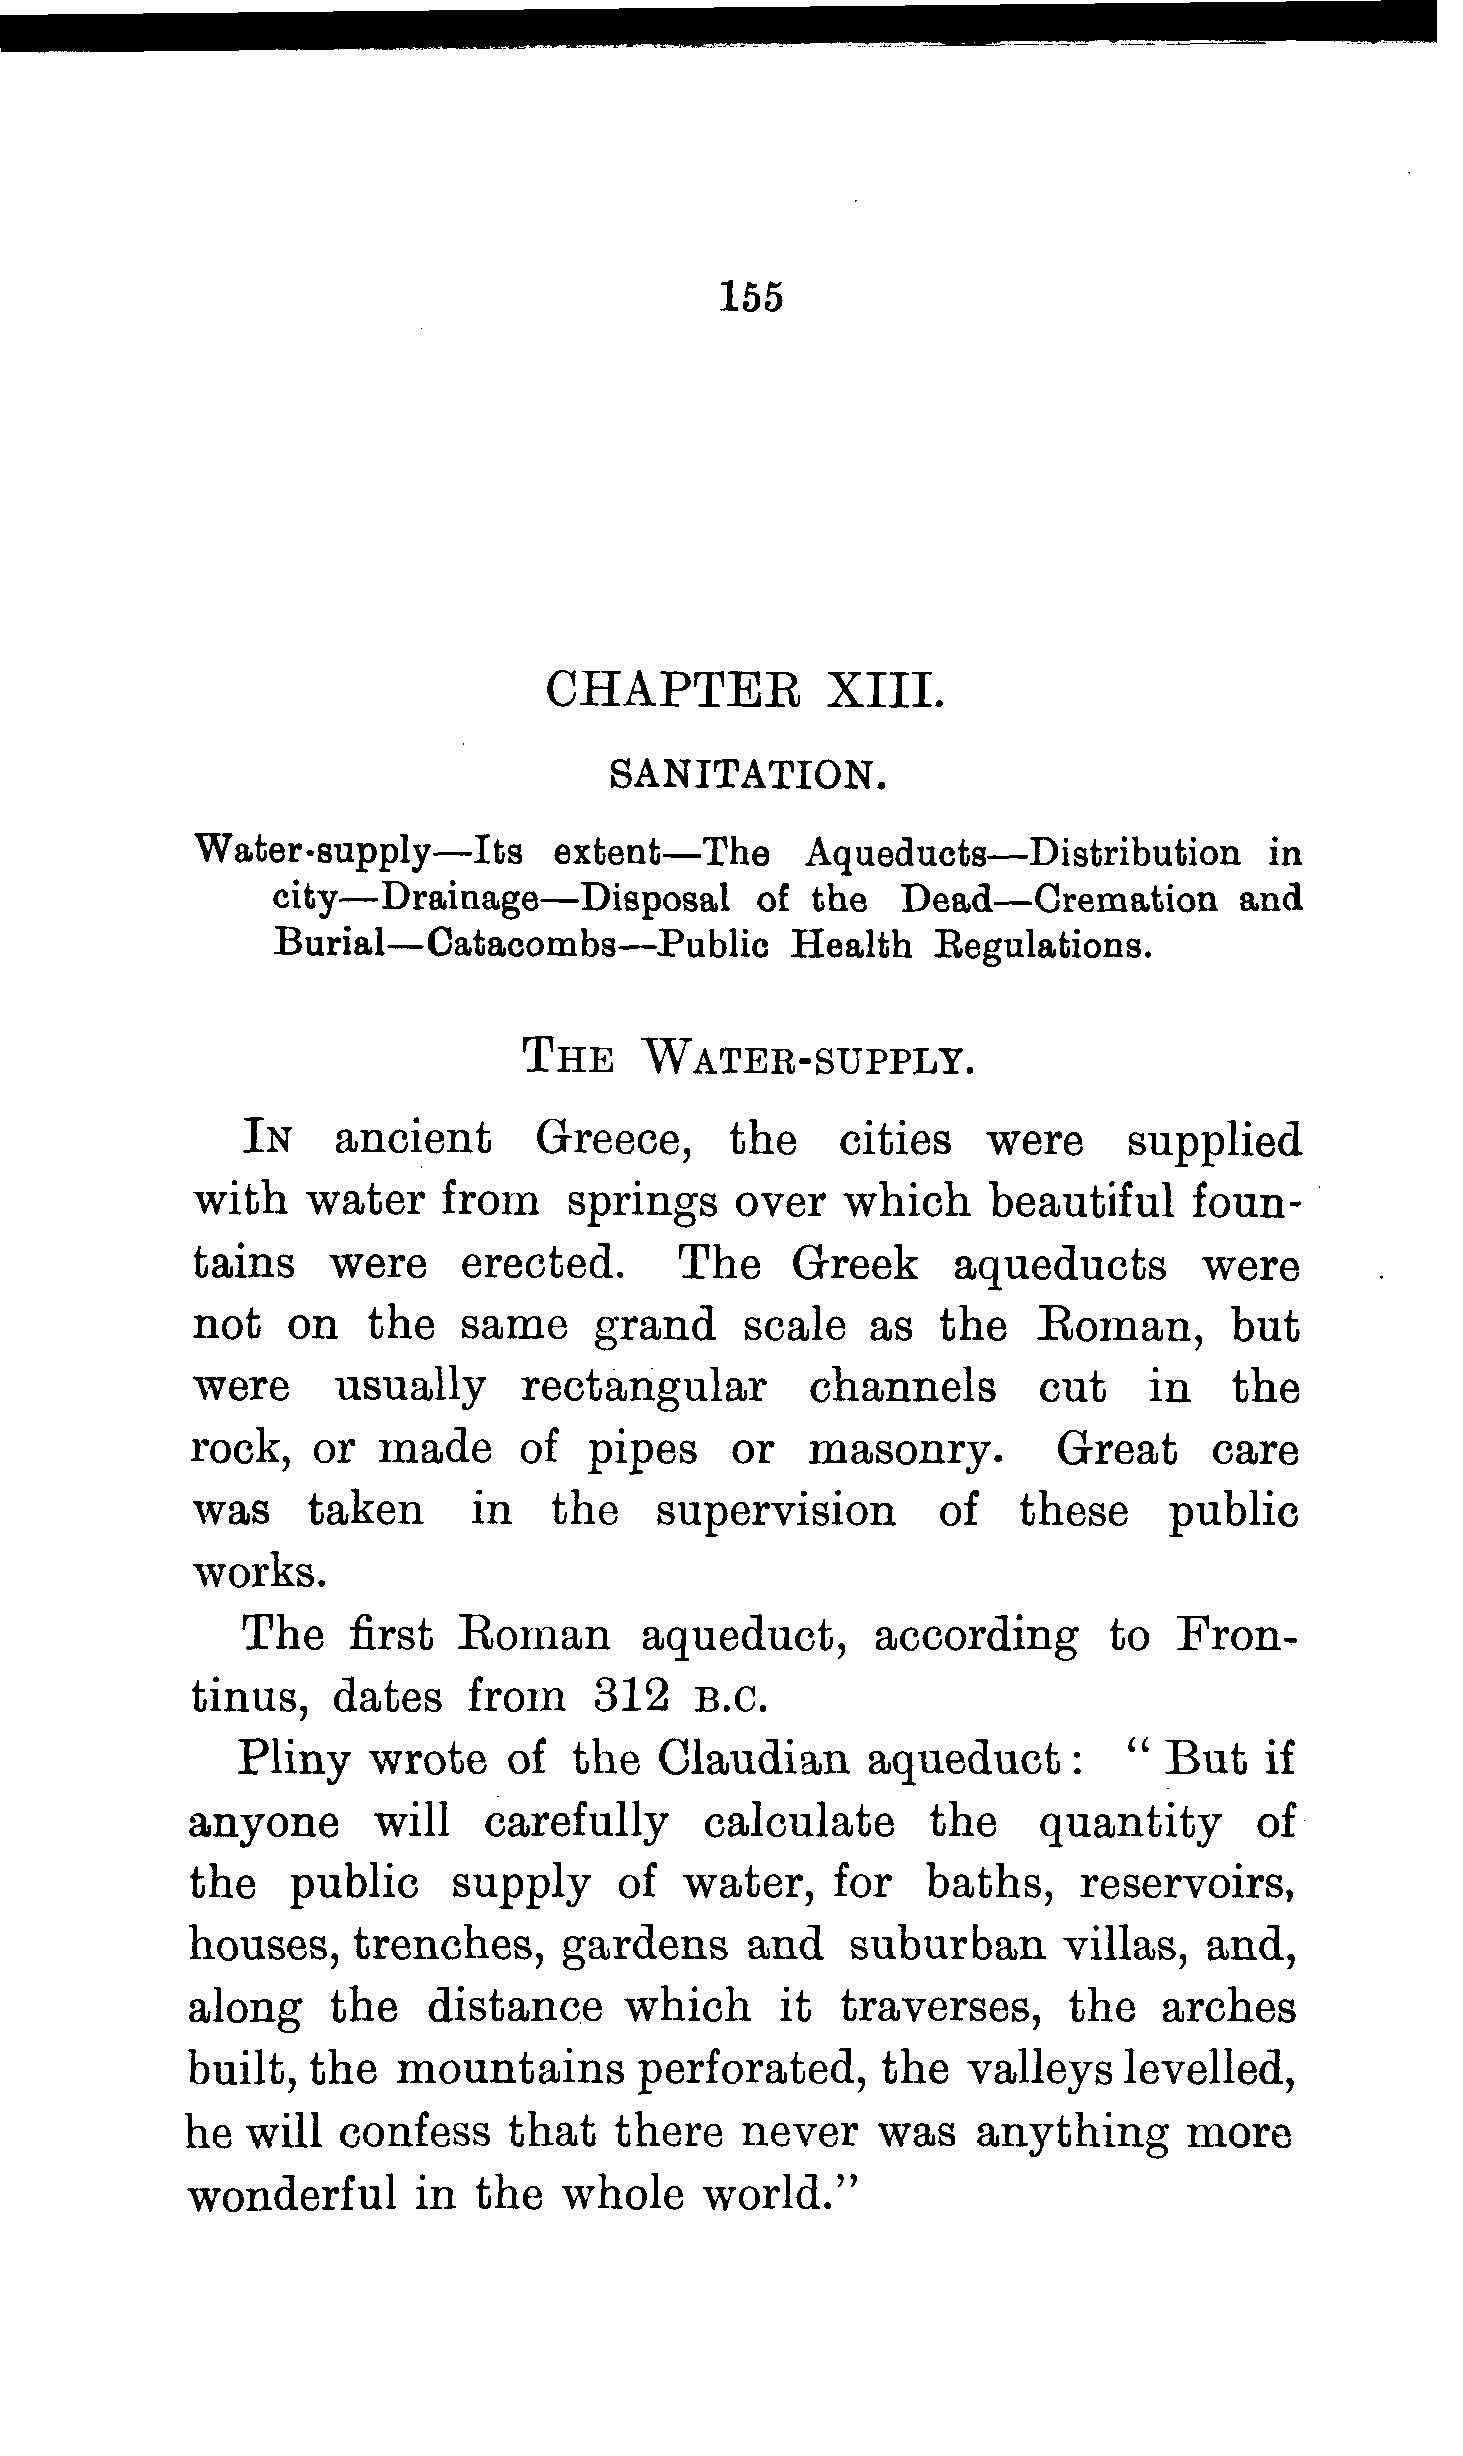 155
CHAPTER XIII.
SANITATION.
Water-supply—Its extent—The Aqueducts—Distribution in
city—Drainage—Disposal of the Dead—Cremation and
Burial—Catacombs—Public Health Regulations.
THE WATER-SUPPLY.
IN ancient Greece, the cities were supplied
with water from springs over which beautiful foun-
tains were erected. The Greek aqueducts were
not on the same grand scale as the Roman, but
were usually rectangular channels cut in the
rock, or made of pipes or masonry. Great care
was taken in the supervision of these public
works.
The first Roman aqueduct, according to Fron-
tinus, dates from 312 B.C.
Pliny wrote of the Claudian aqueduct: “ But if
anyone will carefully calculate the quantity of
the public supply of water, for baths, reservoirs,
houses, trenches, gardens and suburban villas, and,
along the distance which it traverses, the arches
built, the mountains perforated, the valleys levelled,
he will confess that there never was anything more
wonderful in the whole world.”